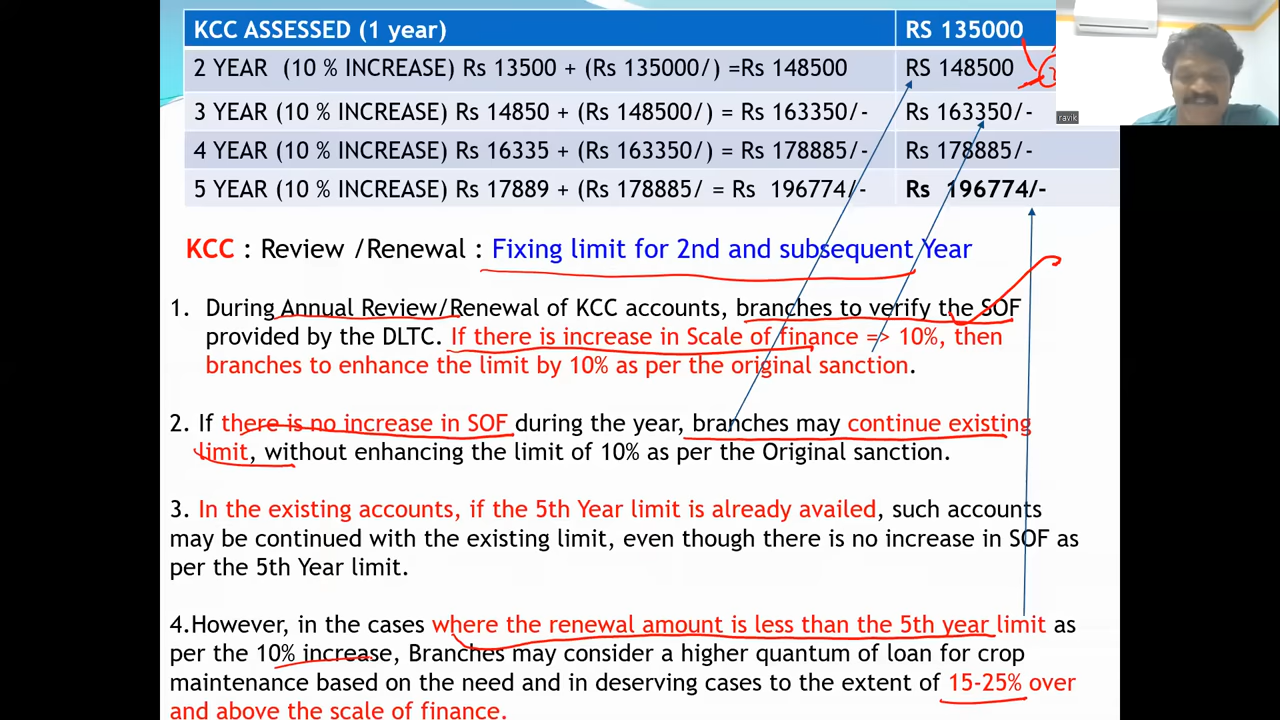 KCC ASSESSED (1 year) RS 135000
2 YEAR (10 % INCREASE) Rs 13500 + (Rs 135000/) =Rs 148500 RS 148500
3 YEAR (10 % INCREASE) Rs 14850 + (Rs 148500/) = Rs 163350/- Rs 163350/-
4 YEAR (10 % INCREASE) Rs 16335 + (Rs 163350/) = Rs 178885/- Rs 178885/-
5 YEAR (10 % INCREASE) Rs 17889 + (Rs 178885/ = Rs 196774/- Rs 196774/-
ravik
KCC : Review /Renewal : Fixing limit for 2nd and subsequent Year
1. During Annual Review/Renewal of KCC accounts, branches to verify the SOF
provided by the DLTC. If there is increase in Scale of finance => 10%, then
branches to enhance the limit by 10% as per the original sanction.
2. If there is no increase in SOF during the year, branches may continue existing
limit, without enhancing the limit of 10% as per the Original sanction.
3. In the existing accounts, if the 5th Year limit is already availed, such accounts
may be continued with the existing limit, even though there is no increase in SOF as
per the 5th Year limit.
4.However, in the cases where the renewal amount is less than the 5th year limit as
per the 10% increase, Branches may consider a higher quantum of loan for crop
maintenance based on the need and in deserving cases to the extent of 15-25% over
and above the scale of finance.